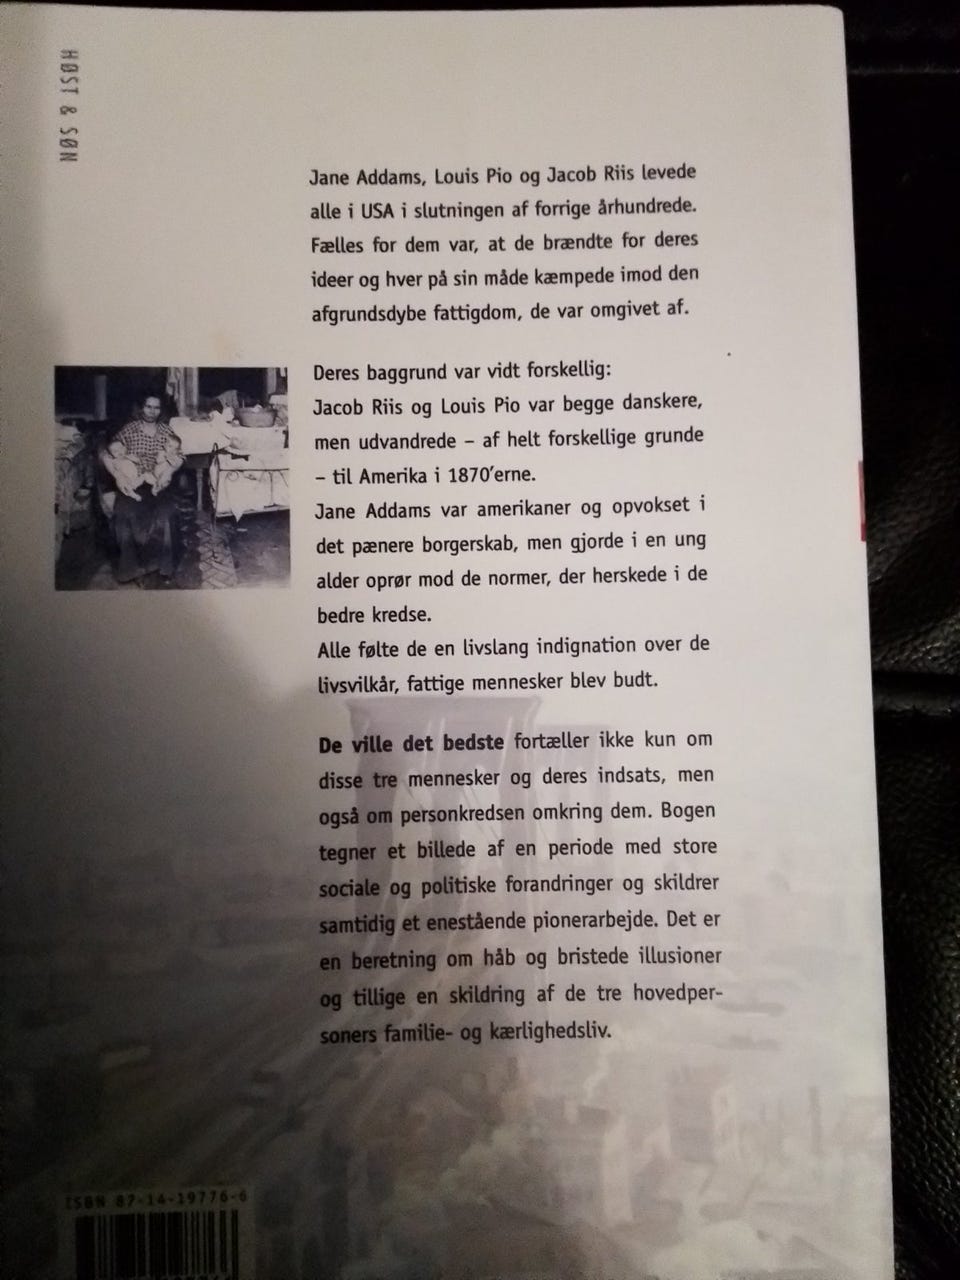 HØST & SØN
Jane Addams, Louis Pio og Jacob Riis levede
alle i USA i slutningen af forrige århundrede.
Fælles for dem var, at de brændte for deres
ideer og hver på sin måde kæmpede imod den
afgrundsdybe fattigdom, de var omgivet af.
Deres baggrund var vidt forskellig:
Jacob Riis og Louis Pio var begge danskere,
men udvandrede – af helt forskellige grunde
– til Amerika i 1870’erne.
Jane Addams var amerikaner og opvokset i
det pænere borgerskab, men gjorde i en ung
alder oprør mod de normer, der herskede i de
bedre kredse.
Alle følte de en livslang indignation over de
livsvilkår, fattige mennesker blev budt.
De ville det bedste fortæller ikke kun om
disse tre mennesker og deres indsats, men
også om personkredsen omkring dem. Bogen
tegner et billede af en periode med store
sociale og politiske forandringer og skildrer
samtidig et enestående pionerarbejde. Det er
en beretning om håb og bristede illusioner
og tillige en skildring af de tre hovedper-
soners familie- og kærlighedsliv.
ISBN 87-14-19776-6